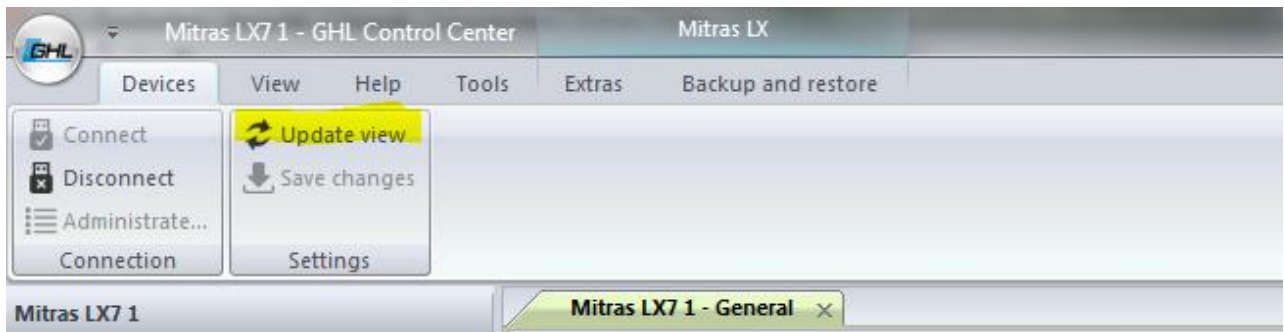 GHL Mitras LX7 1 - GHL Control Center Mitras LX
Devices View Help Tools Extras Backup and restore
Connect
Disconnect
Administrate...
Connection
Update view
Save changes
Settings
Mitras LX7 1
Mitras LX7 1 - General